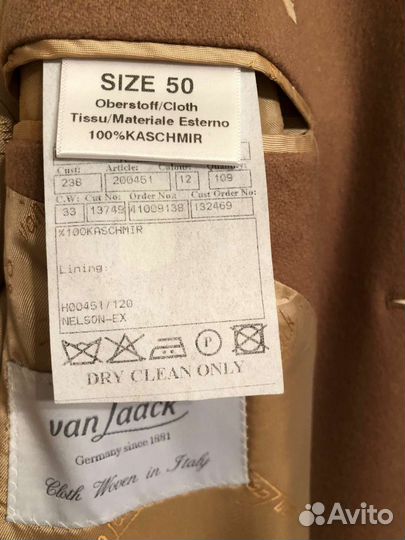 SIZE 50
Oberstoff/Cloth
Tissu/Materiale Esterno
100%KASCHMIR
Cust: Article: Colour:
238 200451 12 109
C.W: Cut No: Order No.: Cust Order No:
33 13749 41009138 132469
%100KASCHMIR
Lining:
H00451/120
NELSON-EX
P
DRY CLEAN ONLY
van Laack
Germany since 1881
Cloth Woven in Italy
Avito